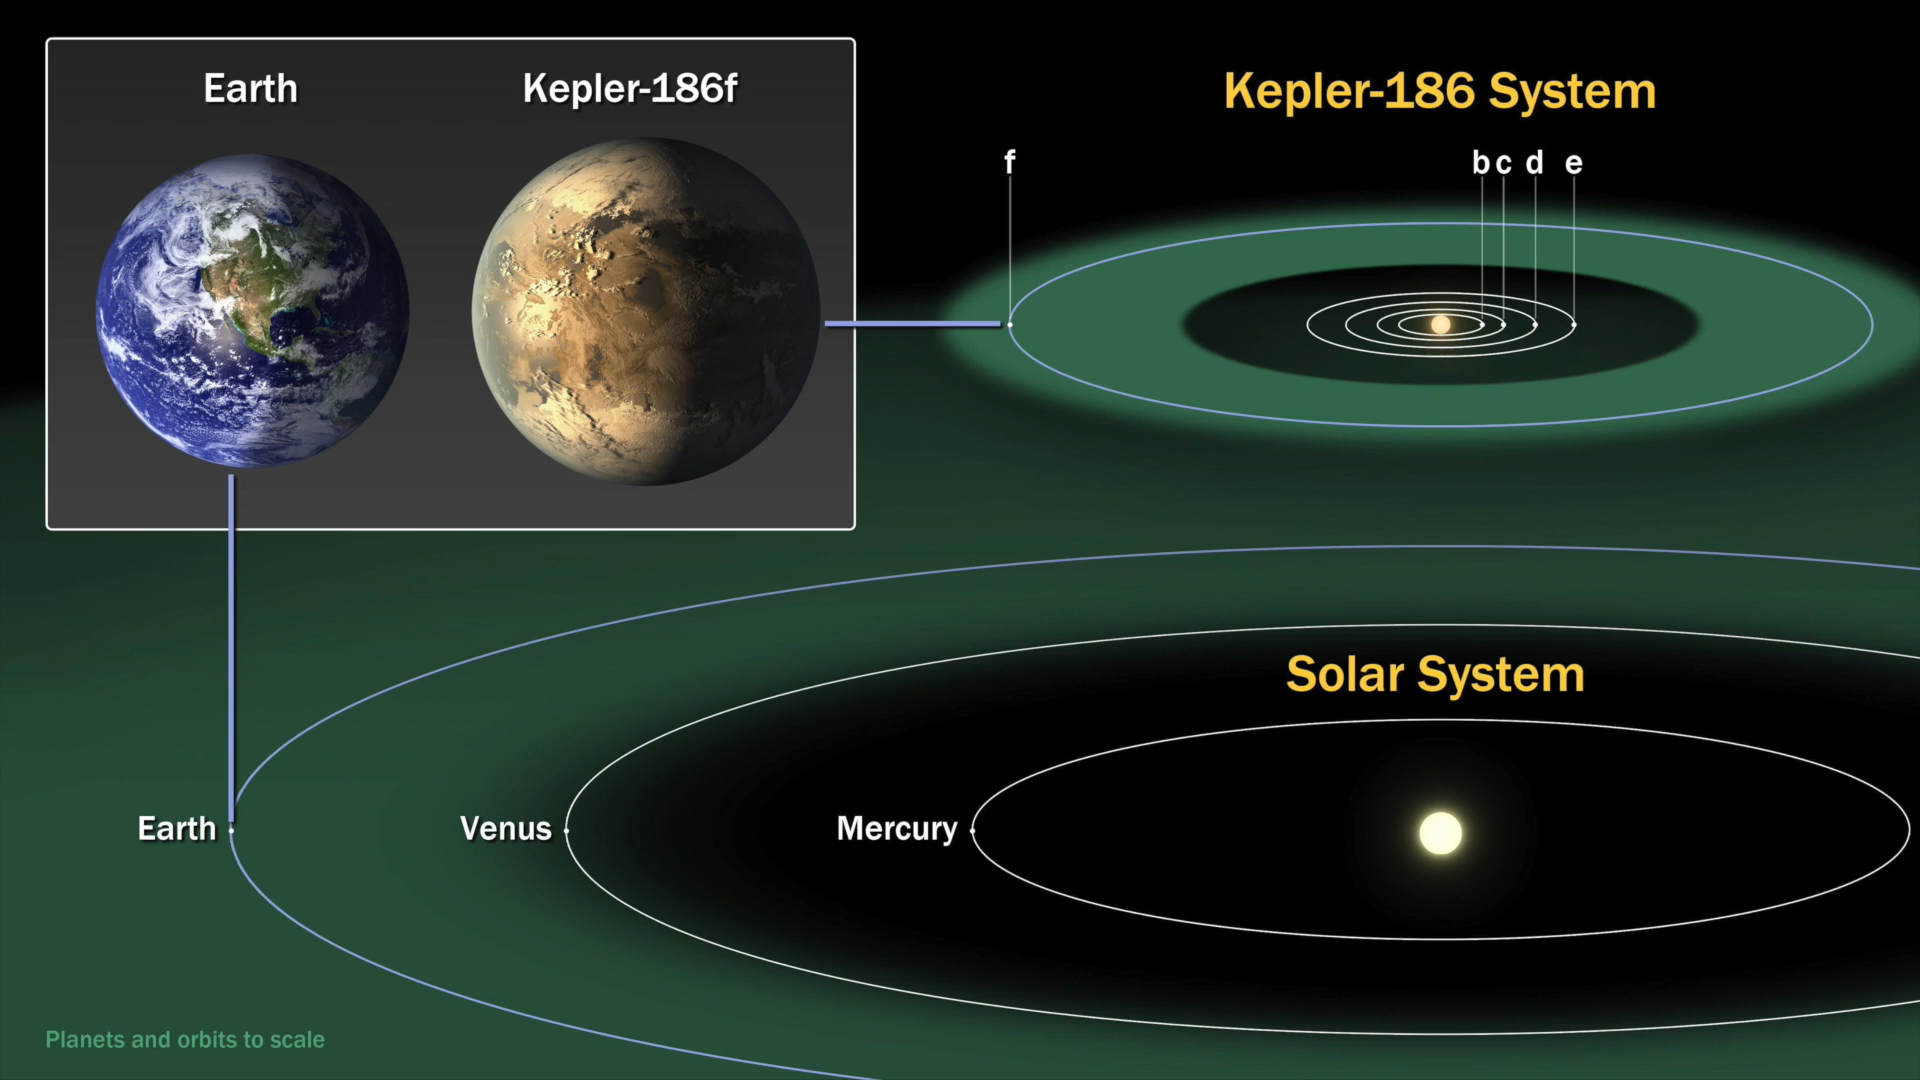 Earth
Kepler-186f
Kepler-186 System
f
b c d e
Solar System
Earth
Venus
Mercury
Planets and orbits to scale